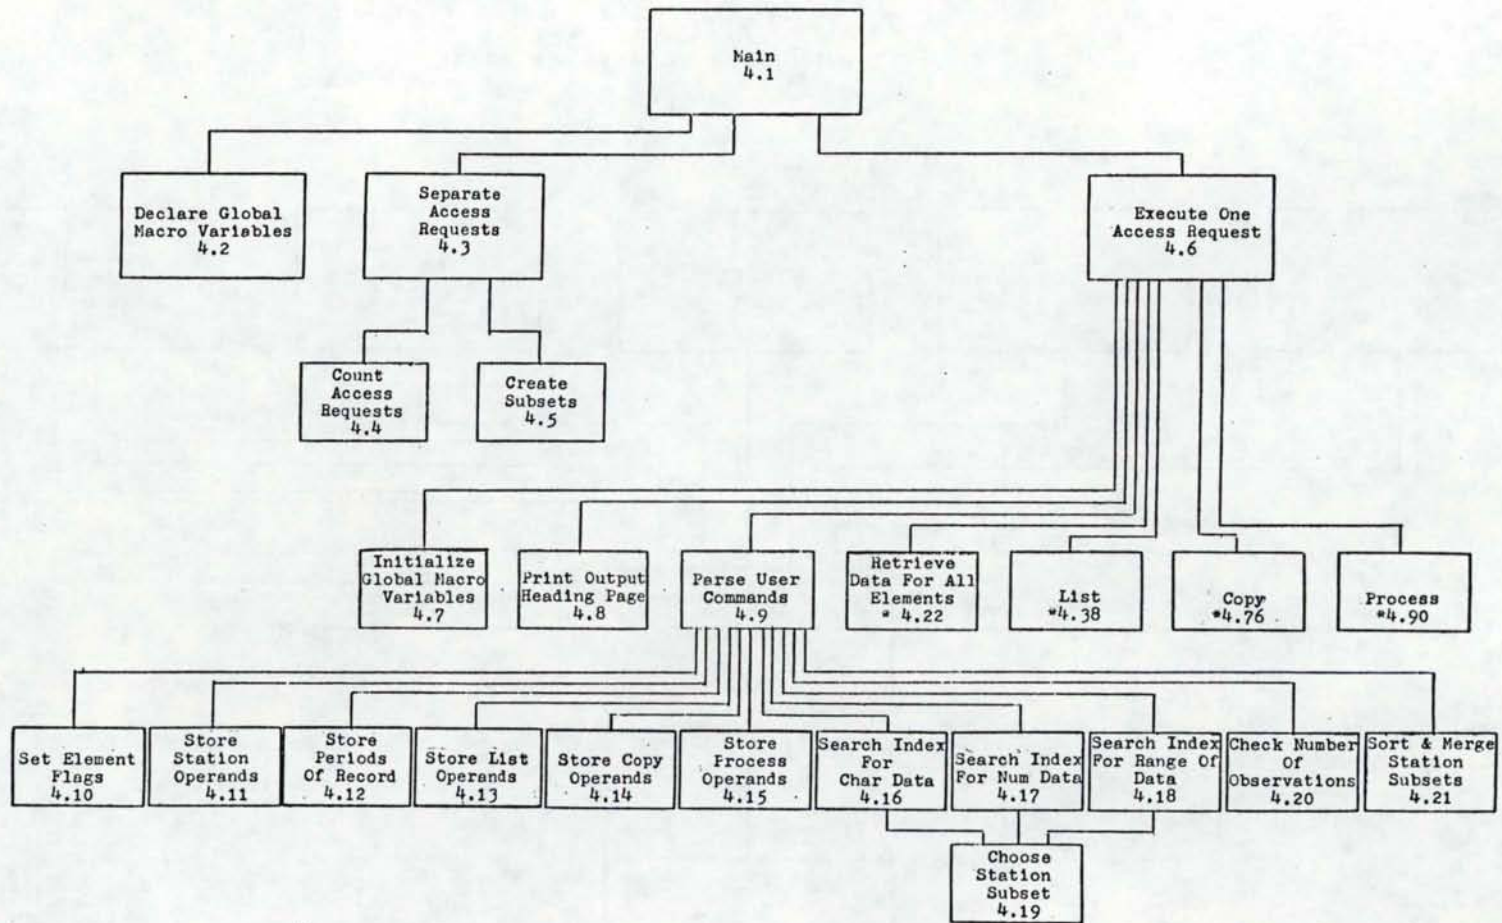 Main
4.1
Declare Global
Macro Variables
4.2
Separate
Access
Requests
4.3
Execute One
Access Request
4.6
Count
Access
Requests
4.4
Create
Subsets
4.5
Initialize
Global Macro
Variables
4.7
Print Output
Heading Page
4.8
Parse User
Commands
4.9
Retrieve
Data For All
Elements
* 4.22
List
*4.38
Copy
*4.76
Process
*4.90
Set Element
Flags
4.10
Store
Station
Operands
4.11
Store
Periods
Of Record
4.12
Store List
Operands
4.13
Store Copy
Operands
4.14
Store
Process
Operands
4.15
Search Index
For
Char Data
4.16
Search Index
For Num Data
4.17
Search Index
For Range Of
Data
4.18
Check Number
Of
Observations
4.20
Sort & Merge
Station
Subsets
4.21
Choose
Station
Subset
4.19